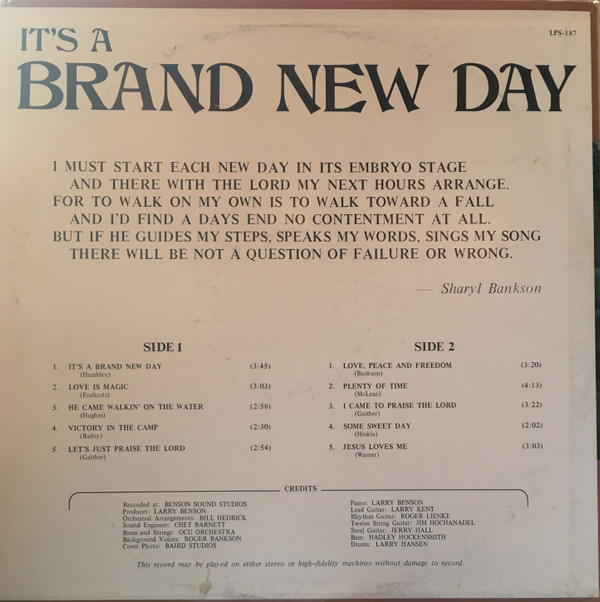 IT'S A
LPS-187
BRAND NEW DAY
I MUST START EACH NEW DAY IN ITS EMBRYO STAGE
AND THERE WITH THE LORD MY NEXT HOURS ARRANGE.
FOR TO WALK ON MY OWN IS TO WALK TOWARD A FALL
AND I'D FIND A DAYS END NO CONTENTMENT AT ALL.
BUT IF HE GUIDES MY STEPS, SPEAKS MY WORDS, SINGS MY SONG
THERE WILL BE NOT A QUESTION OF FAILURE OR WRONG.
— Sharyl Bankson
SIDE 1
1. IT'S A BRAND NEW DAY (3:45)
(Hamblen)
2. LOVE IS MAGIC (3:03)
(Endicott)
3. HE CAME WALKIN' ON THE WATER (2:58)
(Hughes)
4. VICTORY IN THE CAMP (2:30)
(Bailey)
5. LET'S JUST PRAISE THE LORD (2:54)
(Gaither)
SIDE 2
1. LOVE, PEACE AND FREEDOM (3:20)
(Bankson)
2. PLENTY OF TIME (4:13)
(McLean)
3. I CAME TO PRAISE THE LORD (3:22)
(Gaither)
4. SOME SWEET DAY (2:02)
(Hinkle)
5. JESUS LOVES ME (3:03)
(Warner)
CREDITS
Recorded at: BENSON SOUND STUDIOS
Producer: LARRY BENSON
Orchestral Arrangements: BILL HEDRICK
Sound Engineer: CHET BARNETT
Brass and Strings: OCU ORCHESTRA
Background Voices: ROGER BANKSON
Cover Photo: BAIRD STUDIOS
Piano: LARRY BENSON
Lead Guitar: LARRY KENT
Rhythm Guitar: ROGER LIENKE
Twelve String Guitar: JIM HOCHANADEL
Steel Guitar: JERRY HALL
Bass: HADLEY HOCKENSMITH
Drums: LARRY HANSEN
This record may be played on either stereo or high-fidelity machines without damage to record.